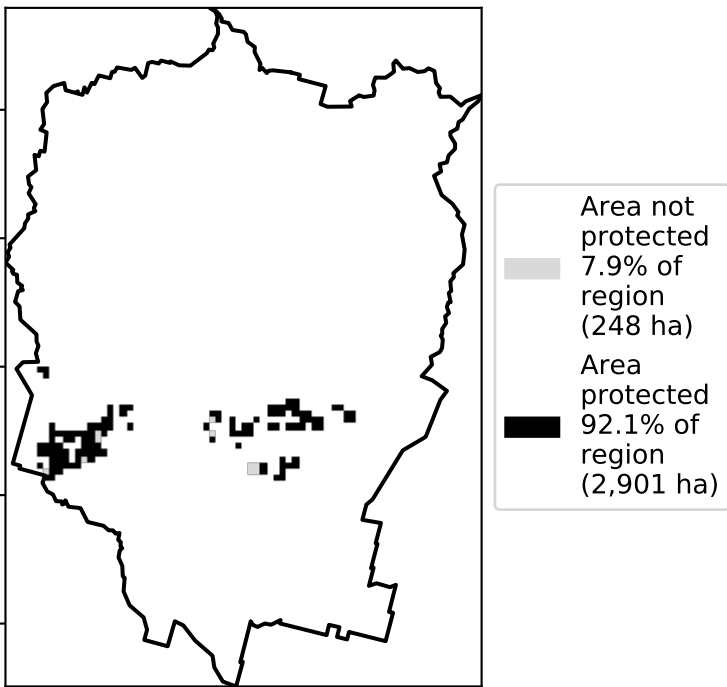 Area not
protected
7.9% of
region
(248 ha)
Area
protected
92.1% of
region
(2,901 ha)